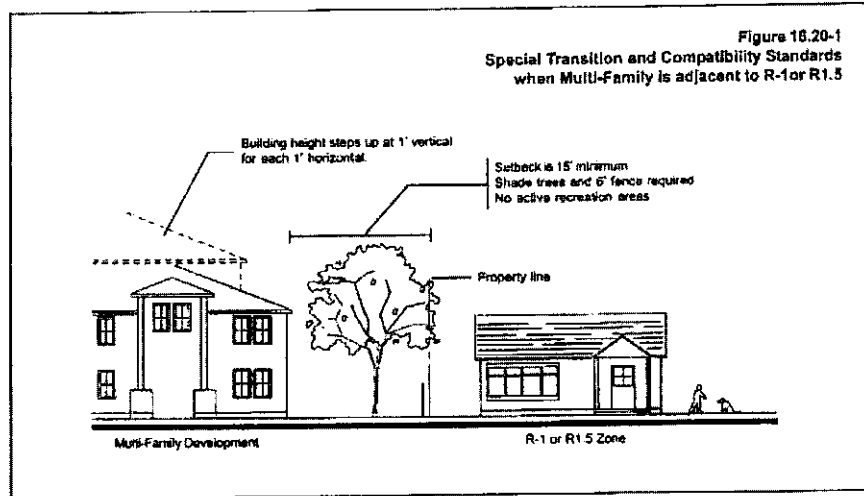 Figure 16.20-1
Special Transition and Compatibility Standards
when Multi-Family is adjacent to R-1or R1.5
Building height steps up at 1' vertical
for each 1' horizontal.
Setback is 15' minimum
Shade trees and 6' fence required
No active recreation areas
Property line
Multi-Family Development
R-1 or R1.5 Zone